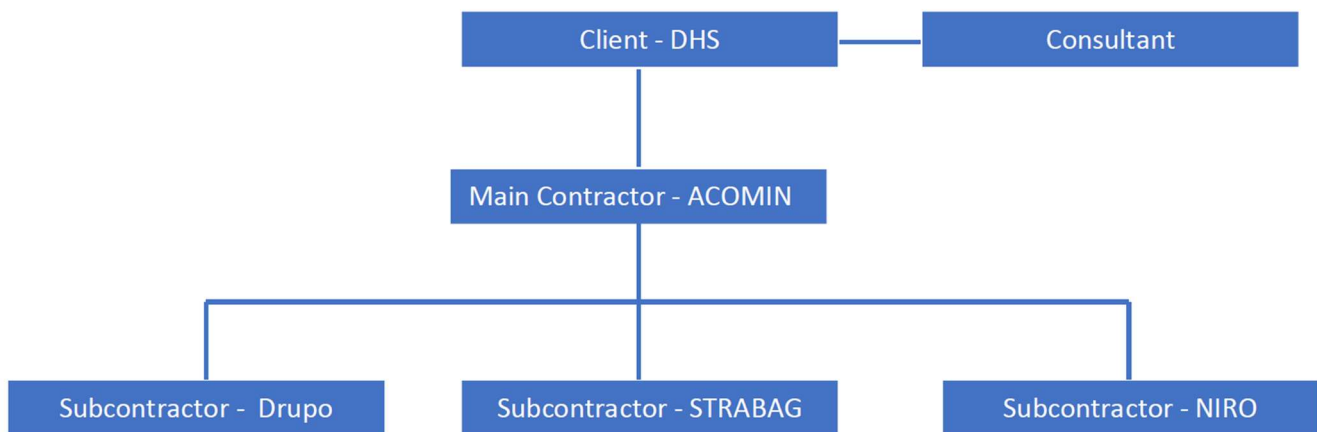 Client - DHS
Consultant
Main Contractor - ACOMIN
Subcontractor -  Drupo
Subcontractor - STRABAG
Subcontractor - NIRO